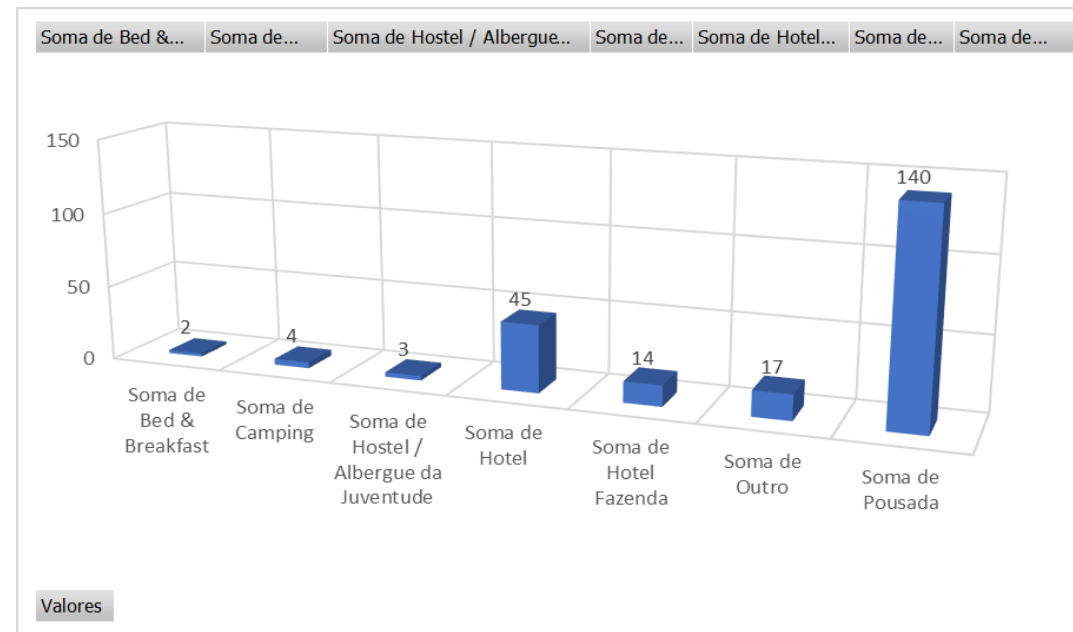 Soma de Bed &... Soma de... Soma de Hostel / Albergue... Soma de... Soma de Hotel... Soma de... Soma de...
150
100
50
0
2
4
3
45
14
17
140
Soma de
Bed &
Breakfast
Soma de
Camping
Soma de
Hostel /
Albergue da
Juventude
Soma de
Hotel
Soma de
Hotel
Fazenda
Soma de
Outro
Soma de
Pousada
Valores